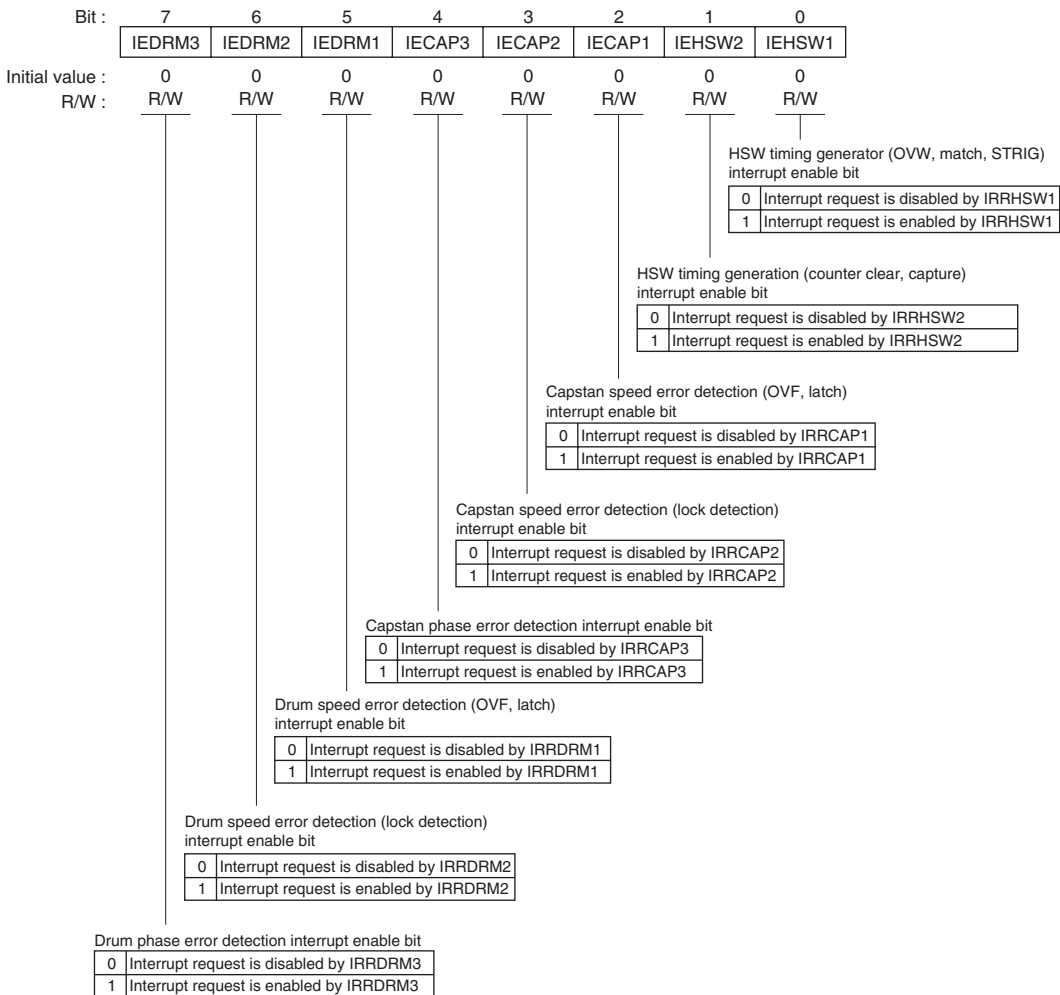 Bit : 7 6 5 4 3 2 1 0
IEDRM3 IEDRM2 IEDRM1 IECAP3 IECAP2 IECAP1 IEHSW2 IEHSW1
Initial value : 0 0 0 0 0 0 0 0
R/W : R/W R/W R/W R/W R/W R/W R/W R/W
HSW timing generator (OVW, match, STRIG)
interrupt enable bit
0 Interrupt request is disabled by IRRHSW1
1 Interrupt request is enabled by IRRHSW1
HSW timing generation (counter clear, capture)
interrupt enable bit
0 Interrupt request is disabled by IRRHSW2
1 Interrupt request is enabled by IRRHSW2
Capstan speed error detection (OVF, latch)
interrupt enable bit
0 Interrupt request is disabled by IRRCAP1
1 Interrupt request is enabled by IRRCAP1
Capstan speed error detection (lock detection)
interrupt enable bit
0 Interrupt request is disabled by IRRCAP2
1 Interrupt request is enabled by IRRCAP2
Capstan phase error detection interrupt enable bit
0 Interrupt request is disabled by IRRCAP3
1 Interrupt request is enabled by IRRCAP3
Drum speed error detection (OVF, latch)
interrupt enable bit
0 Interrupt request is disabled by IRRDRM1
1 Interrupt request is enabled by IRRDRM1
Drum speed error detection (lock detection)
interrupt enable bit
0 Interrupt request is disabled by IRRDRM2
1 Interrupt request is enabled by IRRDRM2
Drum phase error detection interrupt enable bit
0 Interrupt request is disabled by IRRDRM3
1 Interrupt request is enabled by IRRDRM3